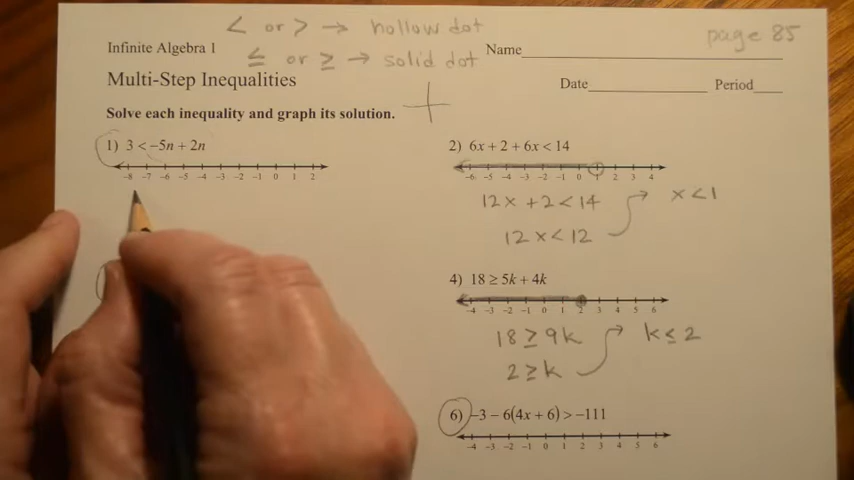 < or > → hollow dot
page 85
Infinite Algebra 1
≤ or ≥ → solid dot
Name
Multi-Step Inequalities
Date Period
Solve each inequality and graph its solution.
1) 3 < −5n + 2n
-8 -7 -6 -5 -4 -3 -2 -1 0 1 2
2) 6x + 2 + 6x < 14
-6 -5 -4 -3 -2 -1 0 1 2 3 4
12x + 2 < 14
12x < 12
x < 1
4) 18 ≥ 5k + 4k
-4 -3 -2 -1 0 1 2 3 4 5 6
18 ≥ 9k
2 ≥ k
k ≤ 2
6) −3 − 6(4x + 6) > −111
-4 -3 -2 -1 0 1 2 3 4 5 6